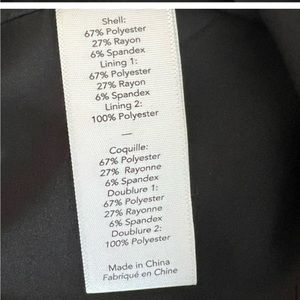 Shell:
67% Polyester
27% Rayon
6% Spandex
Lining 1:
67% Polyester
27% Rayon
6% Spandex
Lining 2:
100% Polyester
—
Coquille:
67% Polyester
27% Rayonne
6% Spandex
Doublure 1:
67% Polyester
27% Rayonne
6% Spandex
Doublure 2:
100% Polyester
Made in China
Fabriqué en Chine